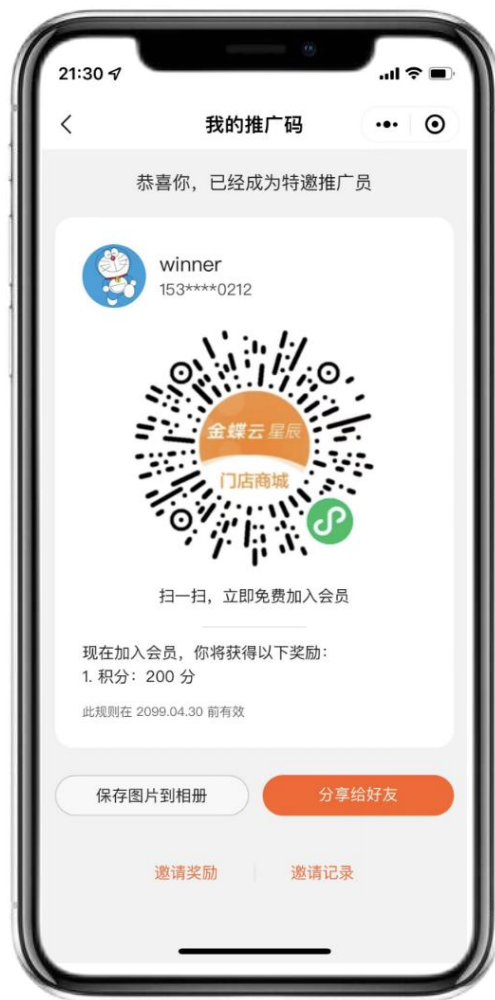 21:30
我的推广码
恭喜你，已经成为特邀推广员
winner
153****0212
金蝶云 星辰
门店商城
扫一扫，立即免费加入会员
现在加入会员，你将获得以下奖励：
1. 积分：200 分
此规则在 2099.04.30 前有效
保存图片到相册
分享给好友
邀请奖励
邀请记录